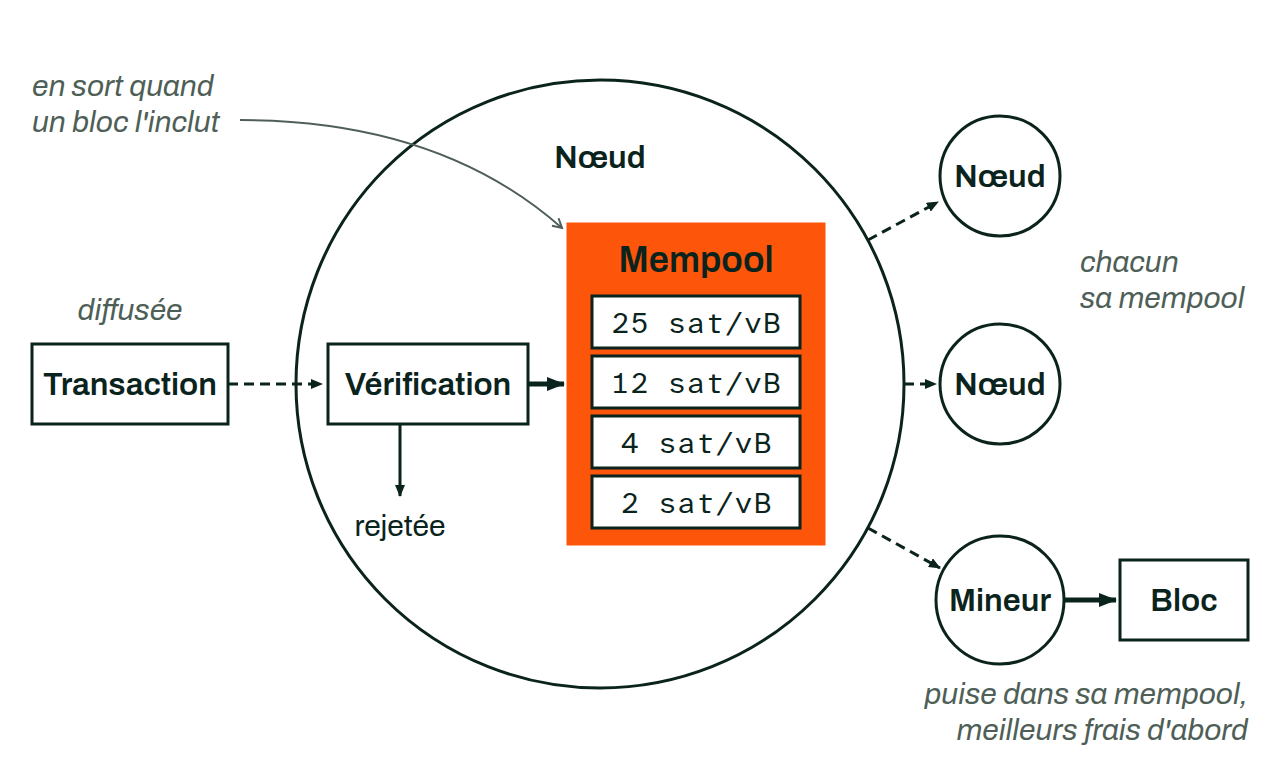 en sort quand
un bloc l'inclut
Nœud
Nœud
Mempool
chacun
sa mempool
diffusée
25 sat/vB
Transaction
Vérification
12 sat/vB
Nœud
4 sat/vB
2 sat/vB
rejetée
Mineur
Bloc
puise dans sa mempool,
meilleurs frais d'abord